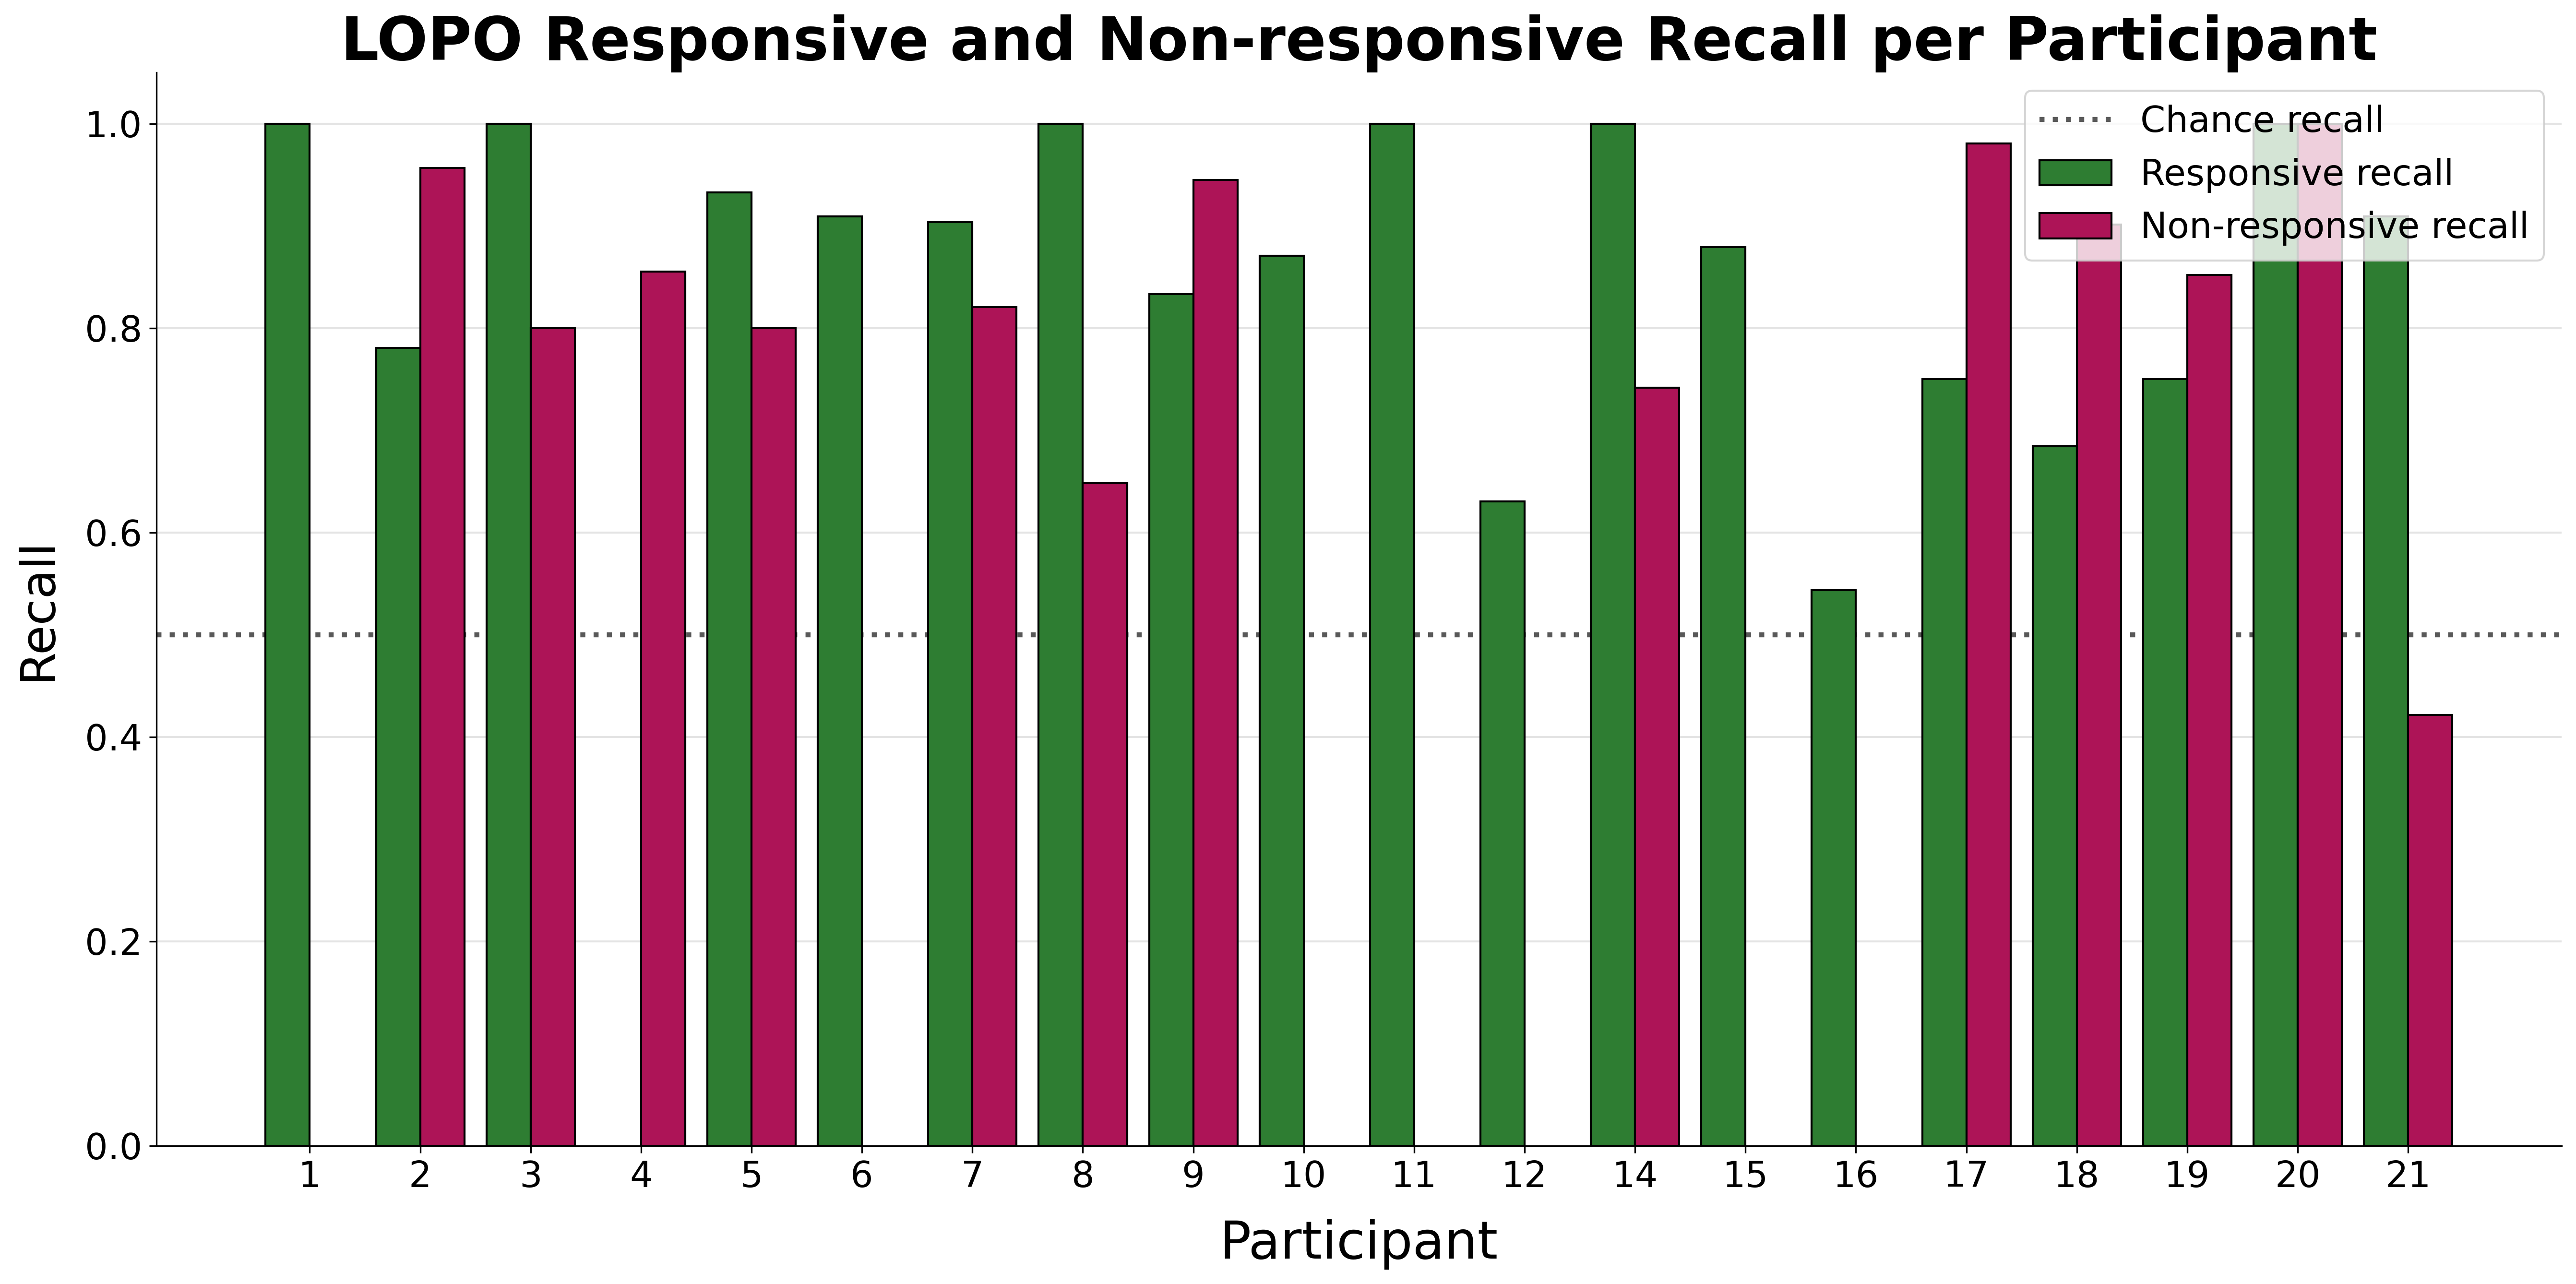 LOPO Responsive and Non-responsive Recall per Participant
Chance recall
Responsive recall
Non-responsive recall
1.0
0.8
0.6
0.4
0.2
0.0
Recall
1 2 3 4 5 6 7 8 9 10 11 12 14 15 16 17 18 19 20 21
Participant